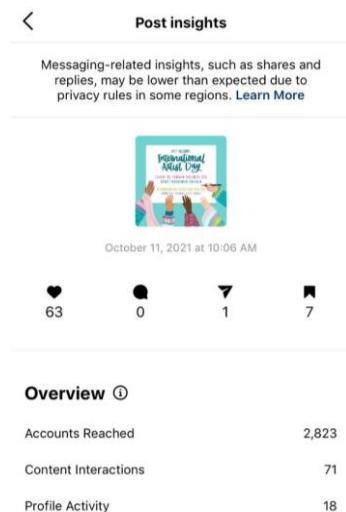 Post insights
Messaging-related insights, such as shares and
replies, may be lower than expected due to
privacy rules in some regions. Learn More
International
Artist Day
October 11, 2021 at 10:06 AM
63 0 1 7
Overview
Accounts Reached 2,823
Content Interactions 71
Profile Activity 18